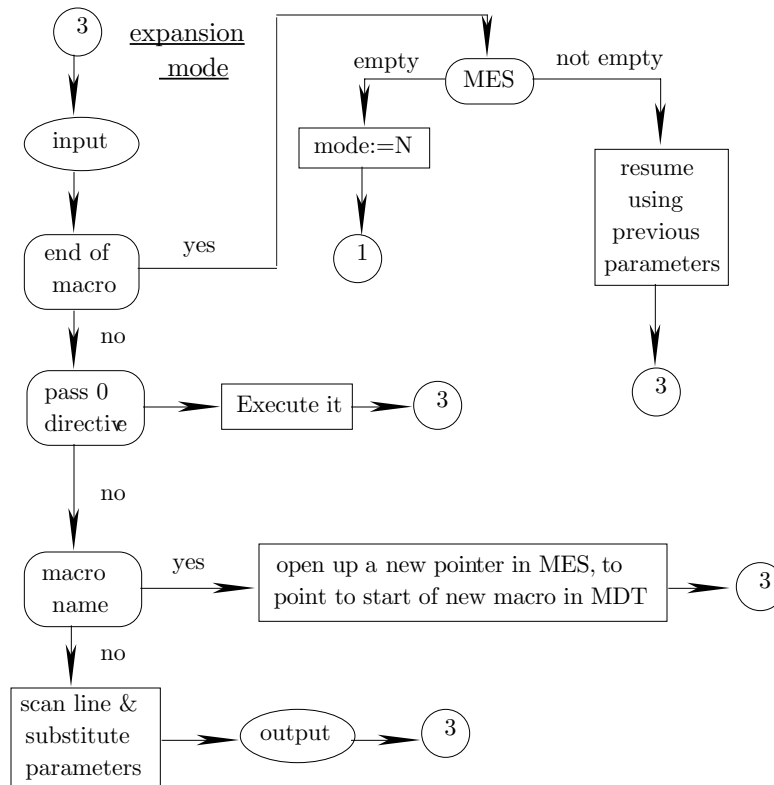 3
expansion
mode
input
end of
macro
yes
MES
empty
not empty
mode:=N
1
resume
using
previous
parameters
3
no
pass 0
directive
Execute it
3
no
macro
name
yes
open up a new pointer in MES, to
point to start of new macro in MDT
3
no
scan line &
substitute
parameters
output
3